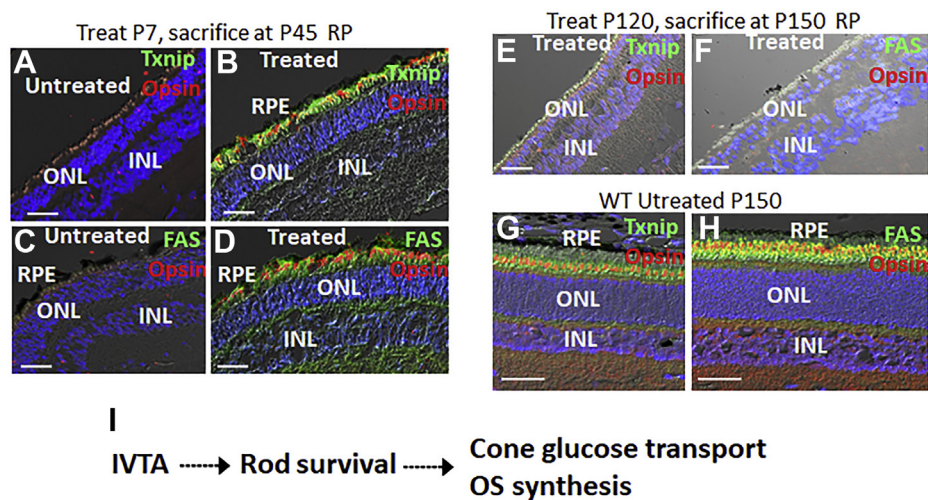 Treat P7, sacrifice at P45 RP
Treat P120, sacrifice at P150 RP
A
Txnip
Untreated
Opsin
ONL
INL
B
Treated
Txnip
RPE
Opsin
ONL
INL
E
Treated
Txnip
Opsin
ONL
INL
F
Treated
FAS
Opsin
ONL
INL
C
Untreated
FAS
RPE
Opsin
ONL
INL
D
Treated
FAS
RPE
Opsin
ONL
INL
WT Utreated P150
G
Txnip
RPE
Opsin
ONL
INL
H
RPE
FAS
Opsin
ONL
INL
I
IVTA Rod survival Cone glucose transport
OS synthesis